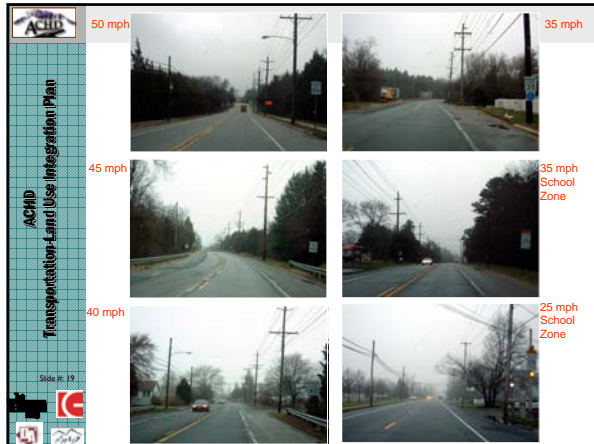 ACHD
ACHD
Transportation-Land Use Integration Plan
Slide #: 19
50 mph
35 mph
45 mph
35 mph
School
Zone
40 mph
25 mph
School
Zone